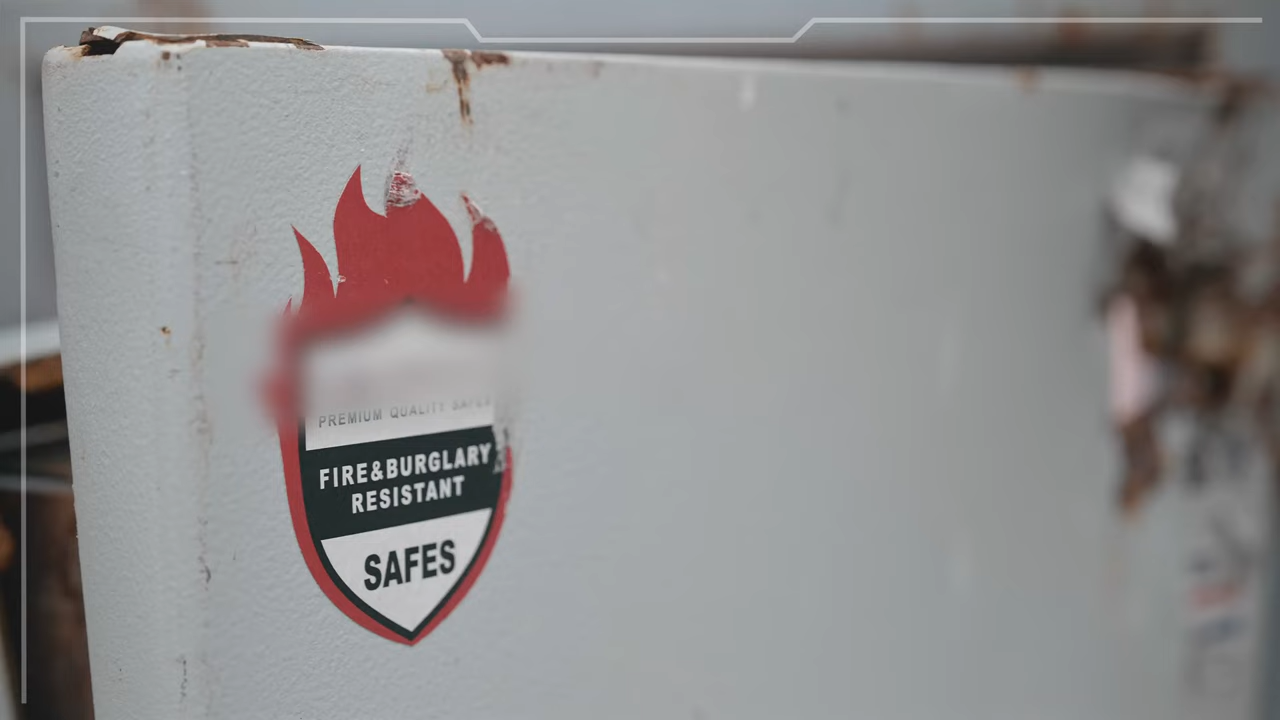 PREMIUM QUALITY SAFES
FIRE&BURGLARY
RESISTANT
SAFES